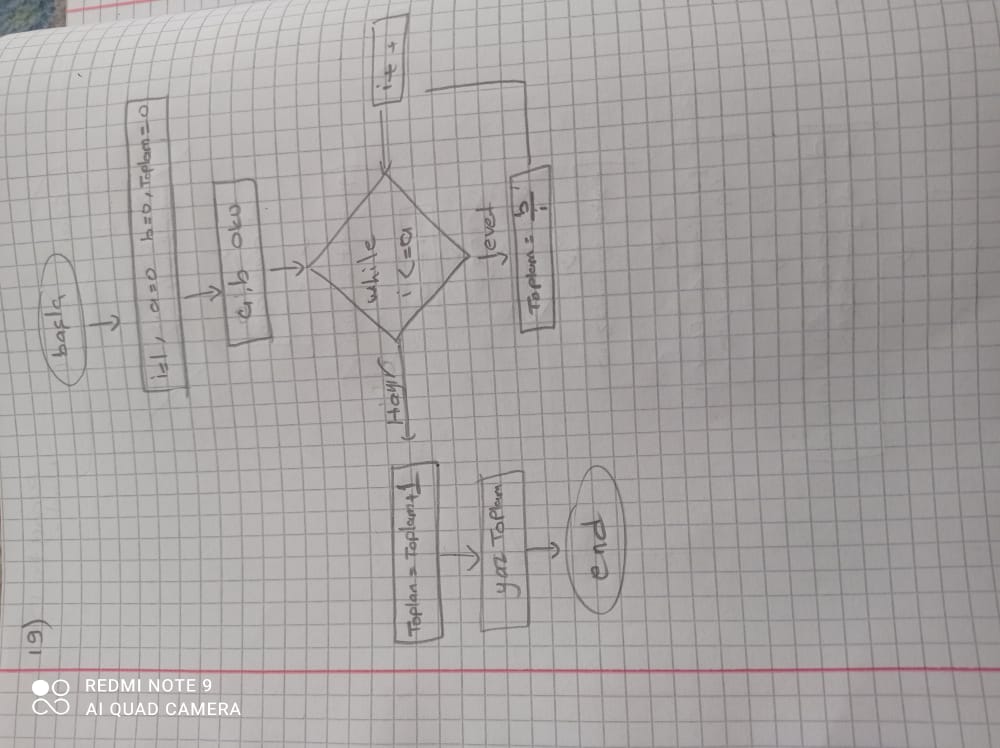 19)
başla
i=1, a=0 b=0, Toplam=0
a,b oku
while
i<=a
i++
evet
Toplam = b
i
Hayır
Toplam = Toplam+1
yaz Toplam
end
REDMI NOTE 9
AI QUAD CAMERA